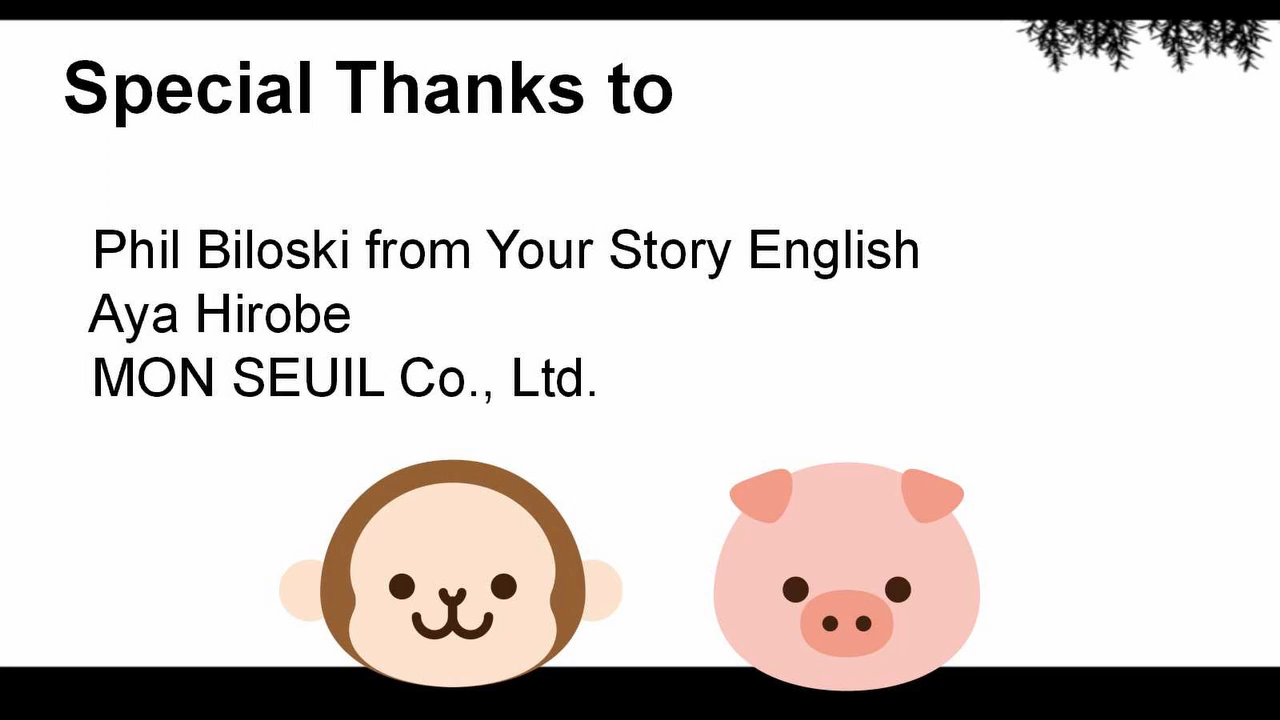 Special Thanks to
Phil Biloski from Your Story English
Aya Hirobe
MON SEUIL Co., Ltd.